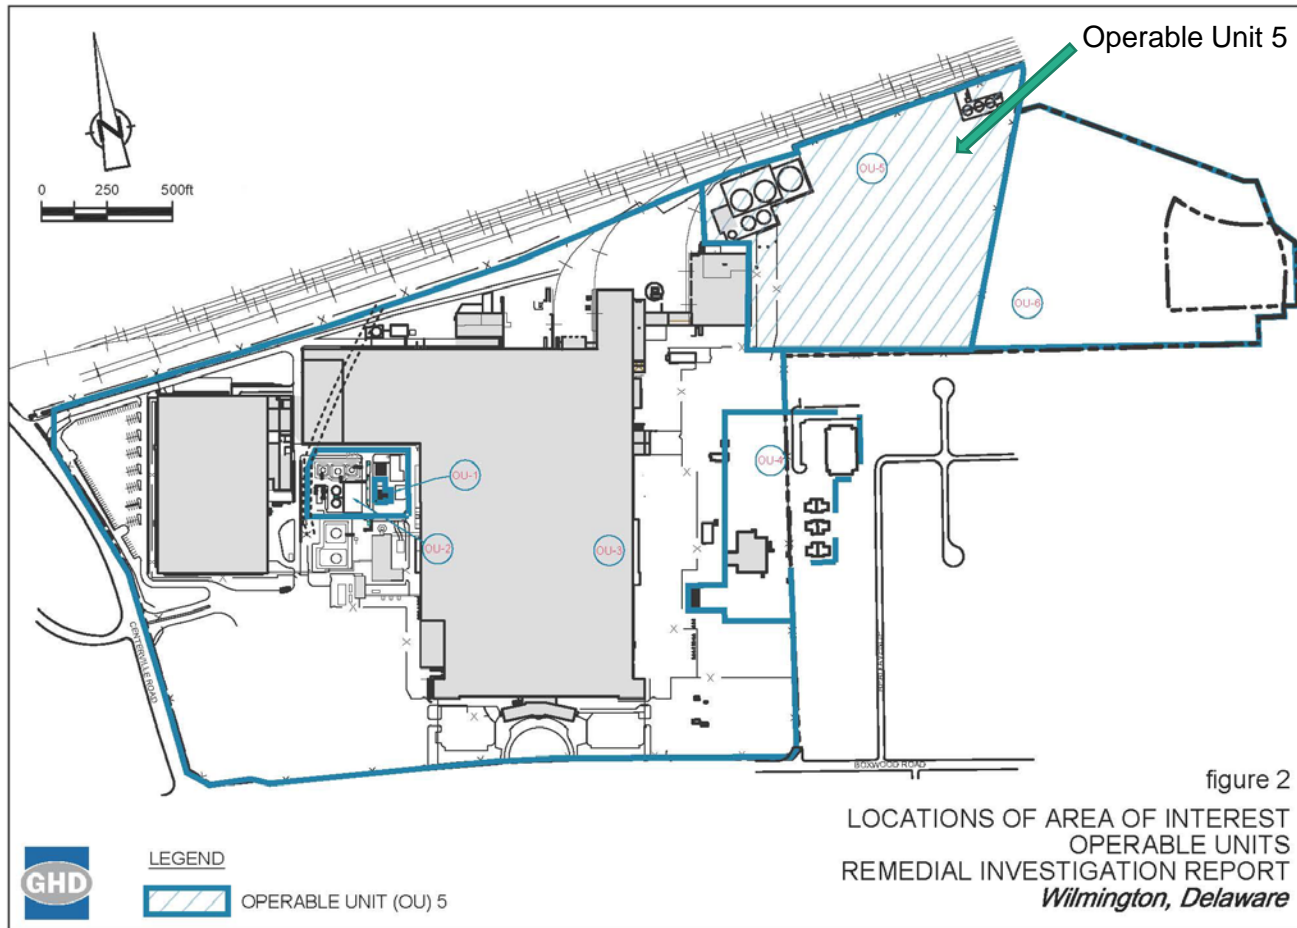 Operable Unit 5
N
0 250 500ft
OU-5
OU-6
OU-4
OU-1
OU-2
OU-3
CENTERVILLE ROAD
BOXWOOD ROAD
figure 2
LOCATIONS OF AREA OF INTEREST
OPERABLE UNITS
REMEDIAL INVESTIGATION REPORT
Wilmington, Delaware
GHD
LEGEND
OPERABLE UNIT (OU) 5